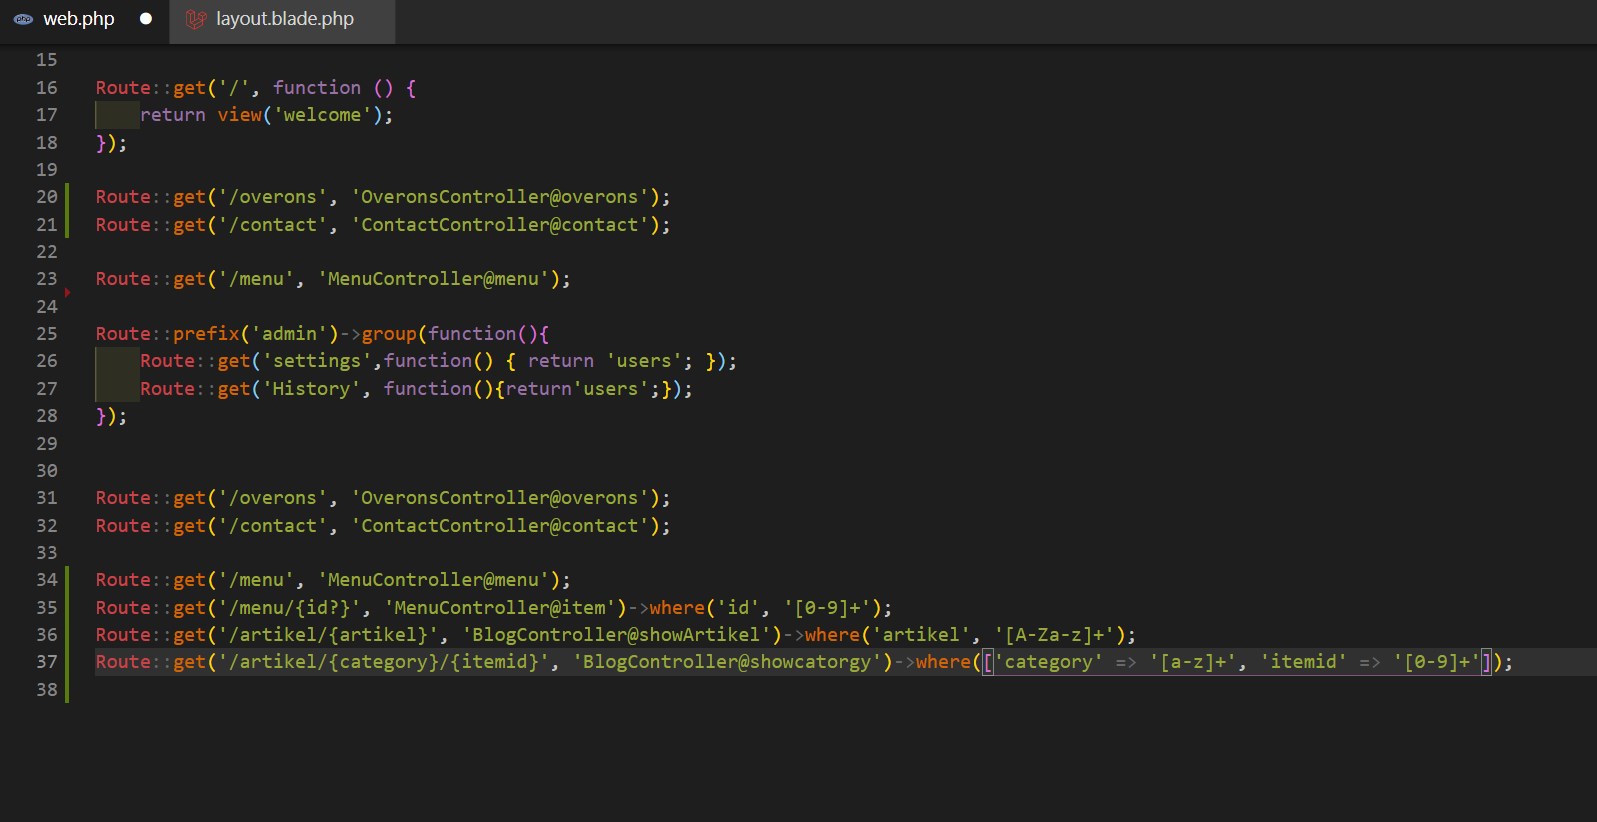 web.php
layout.blade.php
15
16 Route::get('/', function () {
17 return view('welcome');
18 });
19
20 Route::get('/overons', 'OveronsController@overons');
21 Route::get('/contact', 'ContactController@contact');
22
23 Route::get('/menu', 'MenuController@menu');
24
25 Route::prefix('admin')->group(function(){
26 Route::get('settings',function() { return 'users'; });
27 Route::get('History', function(){return'users';});
28 });
29
30
31 Route::get('/overons', 'OveronsController@overons');
32 Route::get('/contact', 'ContactController@contact');
33
34 Route::get('/menu', 'MenuController@menu');
35 Route::get('/menu/{id?}', 'MenuController@item')->where('id', '[0-9]+');
36 Route::get('/artikel/{artikel}', 'BlogController@showArtikel')->where('artikel', '[A-Za-z]+');
37 Route::get('/artikel/{category}/{itemid}', 'BlogController@showcatorgy')->where(['category' => '[a-z]+', 'itemid' => '[0-9]+']);
38